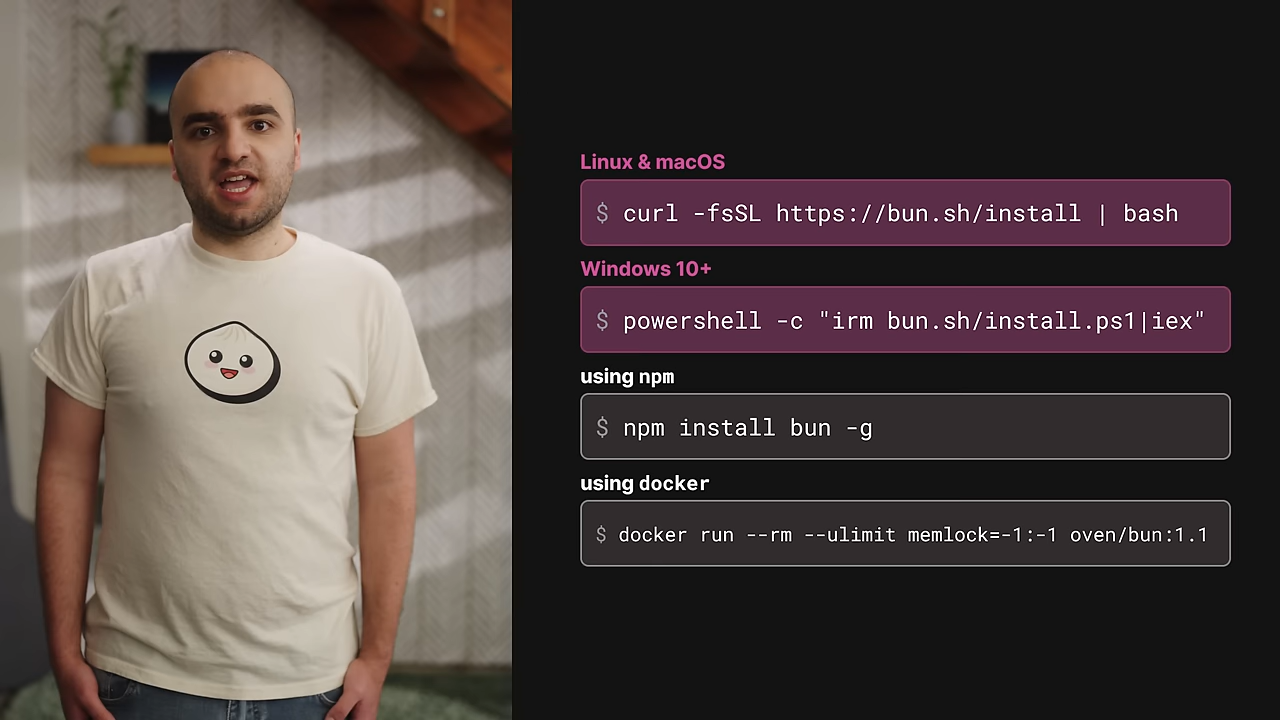 Linux & macOS
$ curl -fsSL https://bun.sh/install | bash
Windows 10+
$ powershell -c "irm bun.sh/install.ps1|iex"
using npm
$ npm install bun -g
using docker
$ docker run --rm --ulimit memlock=-1:-1 oven/bun:1.1